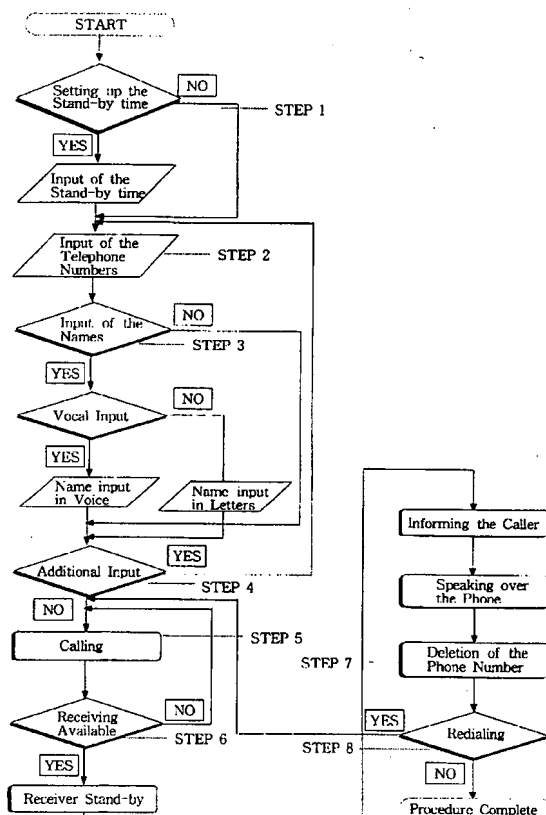 START
Setting up the
Stand-by time
NO
STEP 1
YES
Input of the
Stand-by time
Input of the
Telephone
Numbers
STEP 2
Input of the
Names
NO
STEP 3
YES
Vocal Input
NO
YES
Name input
in Voice
Name input
in Letters
Additional Input
YES
STEP 4
NO
Calling
STEP 5
Receiving
Available
NO
STEP 6
YES
Receiver Stand-by
Informing the Caller
Speaking over
the Phone
STEP 7
Deletion of the
Phone Number
YES
Redialing
STEP 8
NO
Procedure Complete